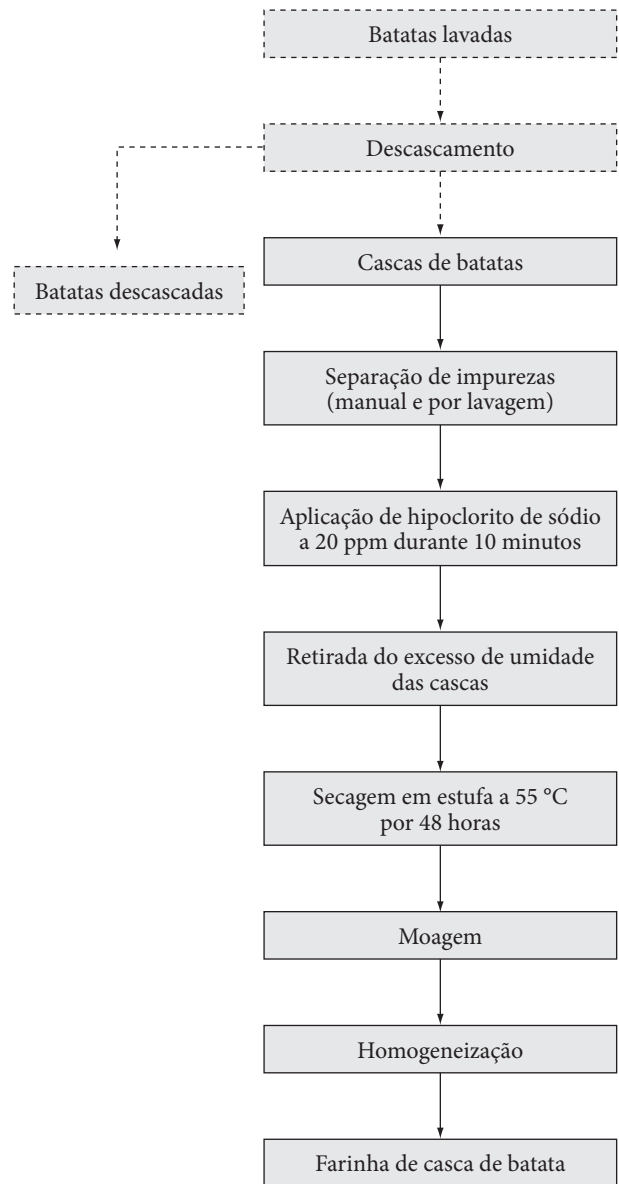 Batatas lavadas
Descascamento
Cascas de batatas
Batatas descascadas
Separação de impurezas
(manual e por lavagem)
Aplicação de hipoclorito de sódio
a 20 ppm durante 10 minutos
Retirada do excesso de umidade
das cascas
Secagem em estufa a 55 °C
por 48 horas
Moagem
Homogeneização
Farinha de casca de batata